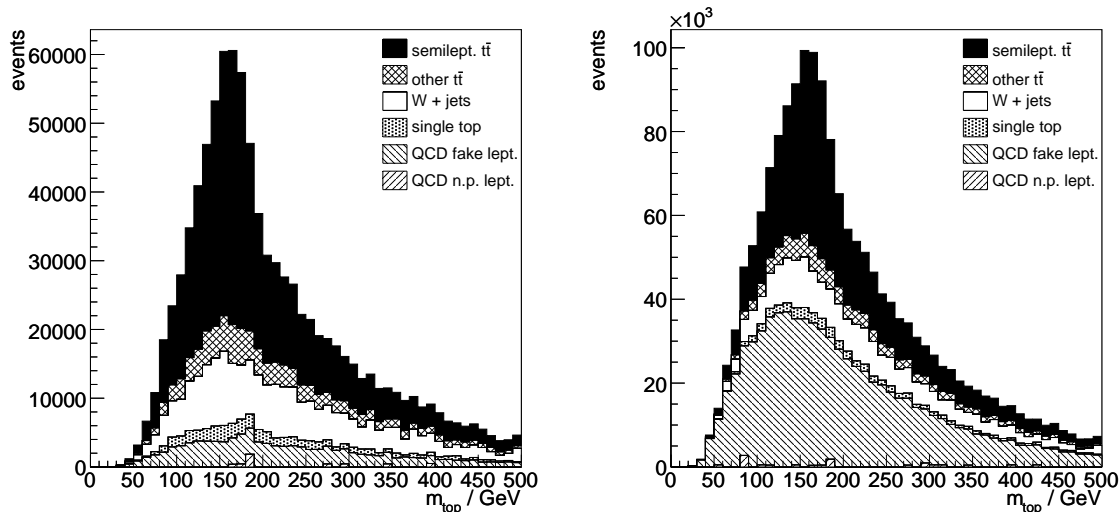 events
60000
50000
40000
30000
20000
10000
0
semilept. tt̄
other tt̄
W + jets
single top
QCD fake lept.
QCD n.p. lept.
0 50 100 150 200 250 300 350 400 450 500
m_top / GeV
×10³
events
100
80
60
40
20
0
semilept. tt̄
other tt̄
W + jets
single top
QCD fake lept.
QCD n.p. lept.
0 50 100 150 200 250 300 350 400 450 500
m_top / GeV